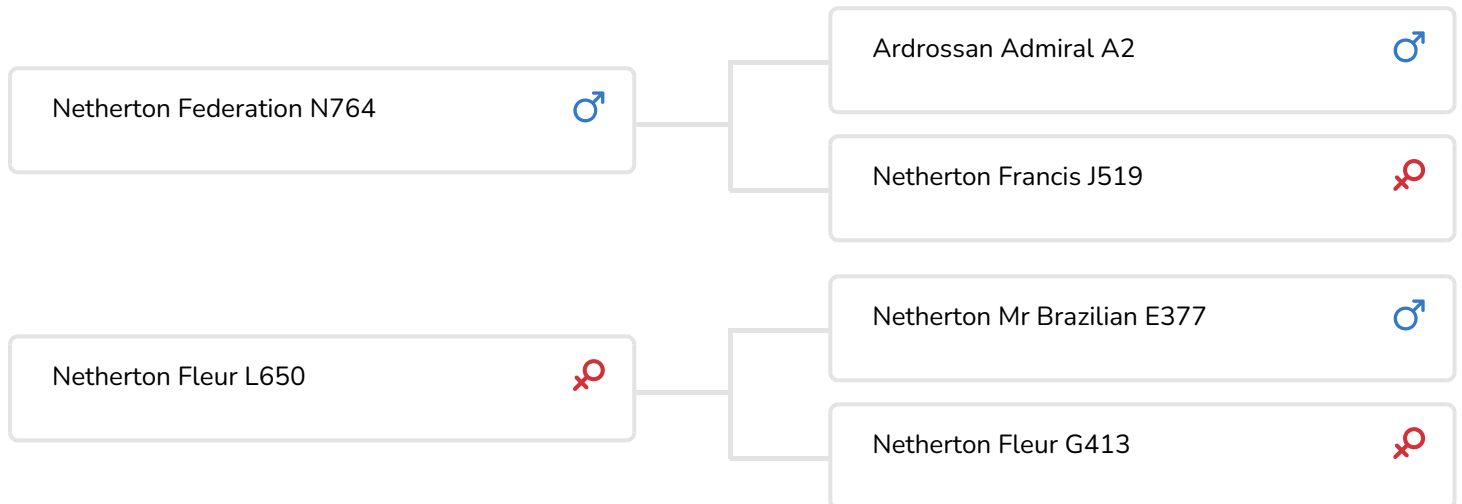 Ardrossan Admiral A2
Netherton Federation N764
Netherton Francis J519
Netherton Mr Brazilian E377
Netherton Fleur L650
Netherton Fleur G413